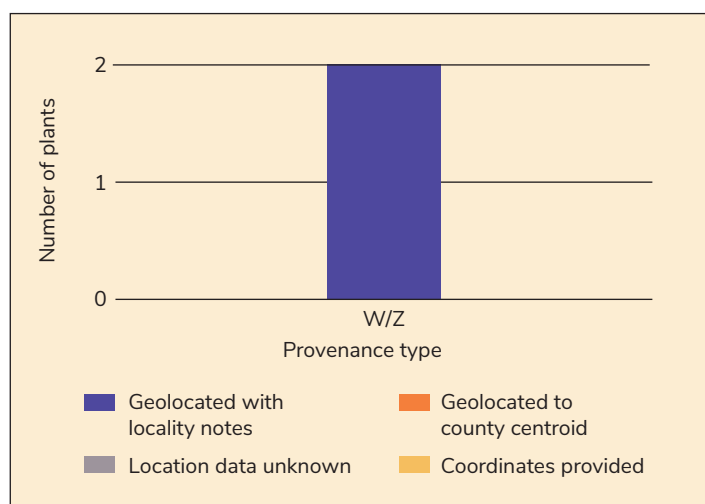 Number of plants
2
1
0
W/Z
Provenance type
Geolocated with
locality notes
Geolocated to
county centroid
Location data unknown
Coordinates provided